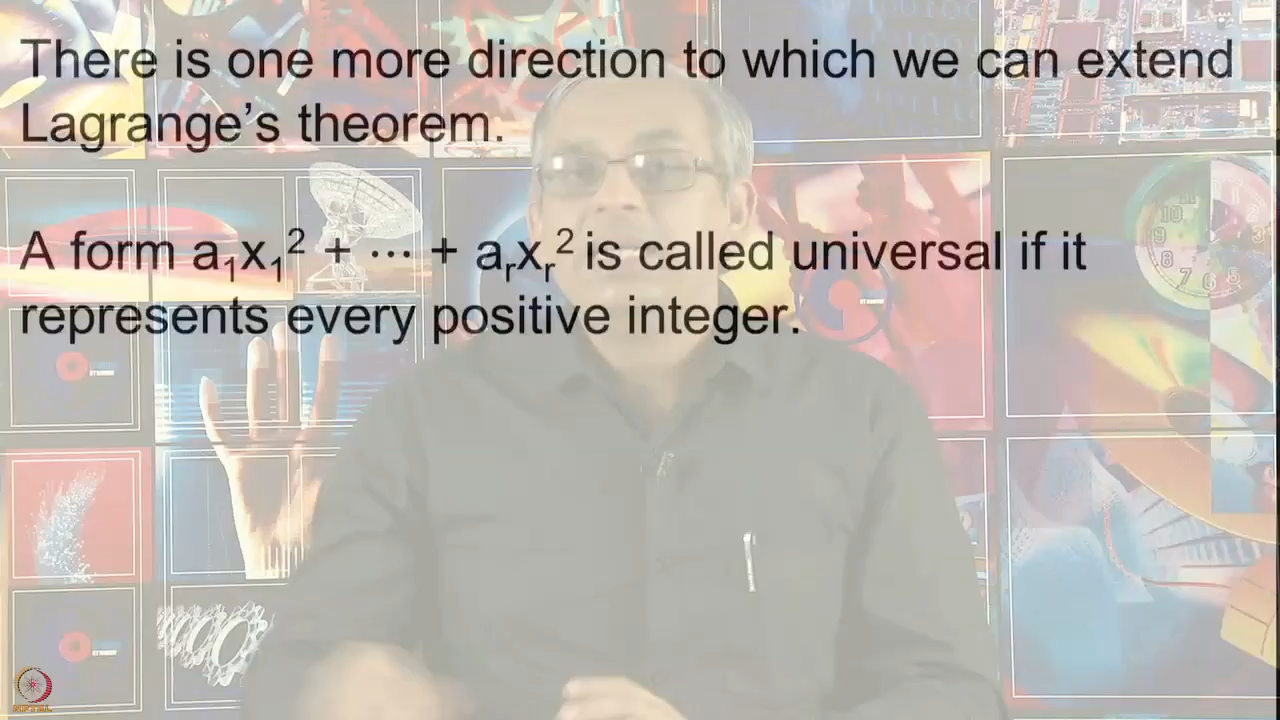 There is one more direction to which we can extend
Lagrange’s theorem.
A form a₁x₁² + ⋯ + aᵣxᵣ² is called universal if it
represents every positive integer.
NPTEL